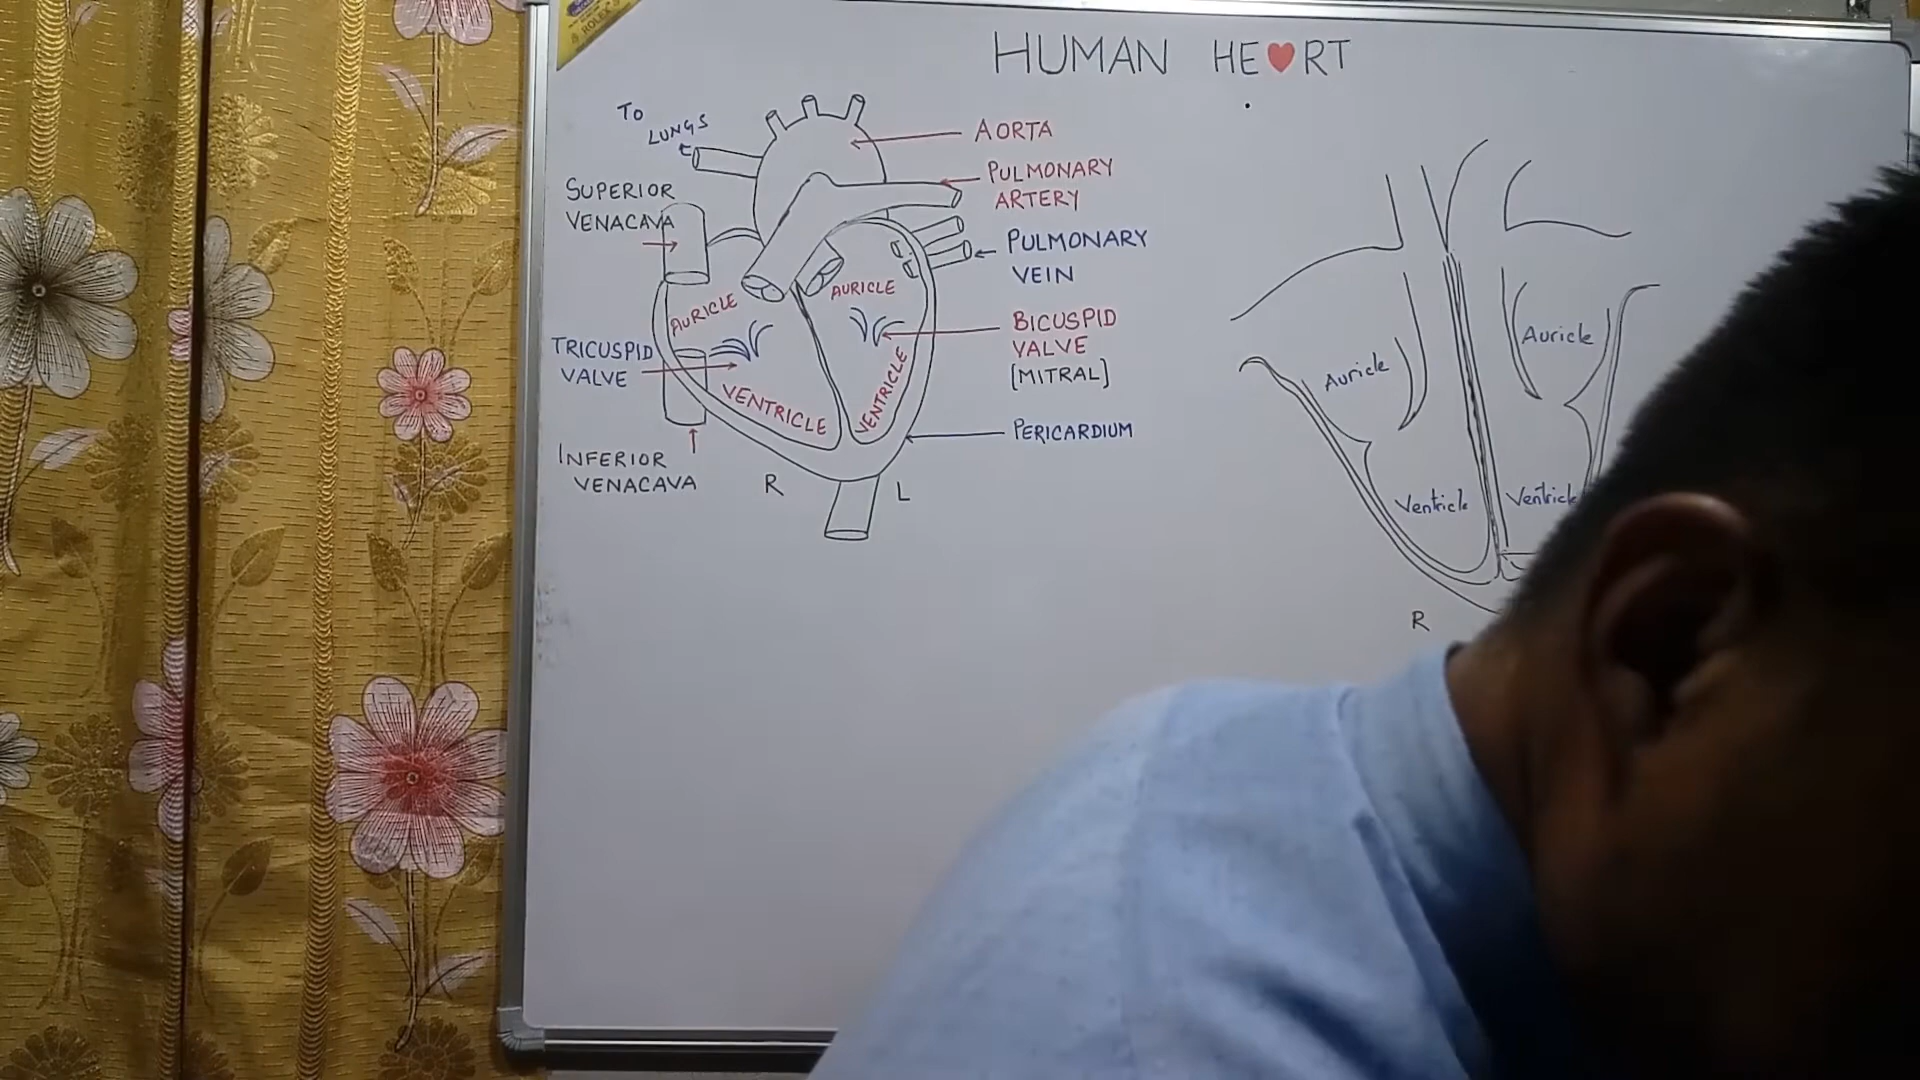 ROLEX
HUMAN HE❤RT
TO
LUNGS
AORTA
PULMONARY
ARTERY
SUPERIOR
VENACAVA
PULMONARY
VEIN
AURICLE
AURICLE
BICUSPID
VALVE
[MITRAL]
TRICUSPID
VALVE
VENTRICLE
VENTRICLE
PERICARDIUM
INFERIOR
VENACAVA
R
L
Auricle
Auricle
Ventricle
Ventricle
R